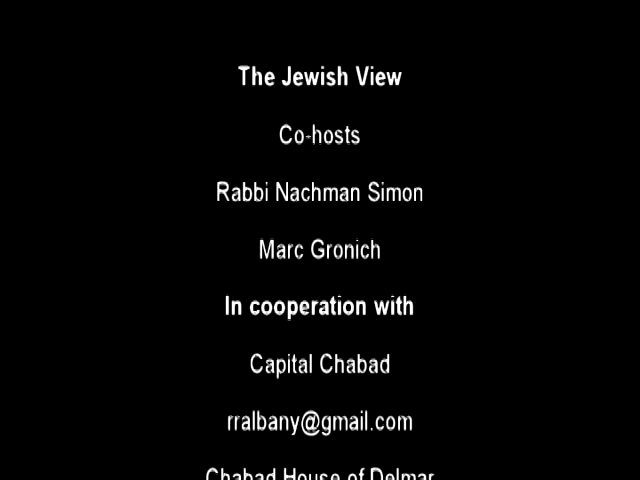 The Jewish View
Co-hosts
Rabbi Nachman Simon
Marc Gronich
In cooperation with
Capital Chabad
rralbany@gmail.com
Chabad House of Delmar